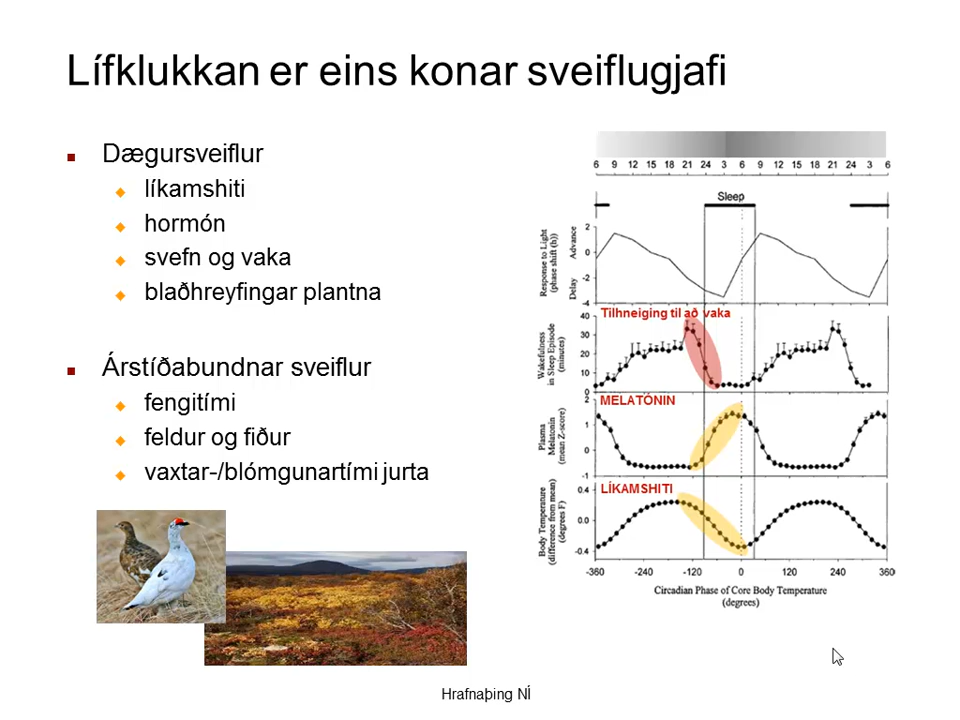 Lífklukkan er eins konar sveiflugjafi
Dægursveiflur
líkamshiti
hormón
svefn og vaka
blaðhreyfingar plantna
Árstíðabundnar sveiflur
fengitími
feldur og fiður
vaxtar-/blómgunartími jurta
6 9 12 15 18 21 24 3 6 9 12 15 18 21 24 3 6
Sleep
Response to Light
(phase shift (h))
Delay Advance
2
0
-2
-4
Tilhneiging til að vaka
Wakefulness
in Sleep Episode
(minutes)
40
30
20
10
0
MELATÓNIN
Plasma
Melatonin
(mean Z-score)
2
1
0
-1
LÍKAMSHITI
Body Temperature
(difference from mean)
(degrees F)
0.4
0.0
-0.4
-360 -240 -120 0 120 240 360
Circadian Phase of Core Body Temperature
(degrees)
Hrafnaþing NÍ